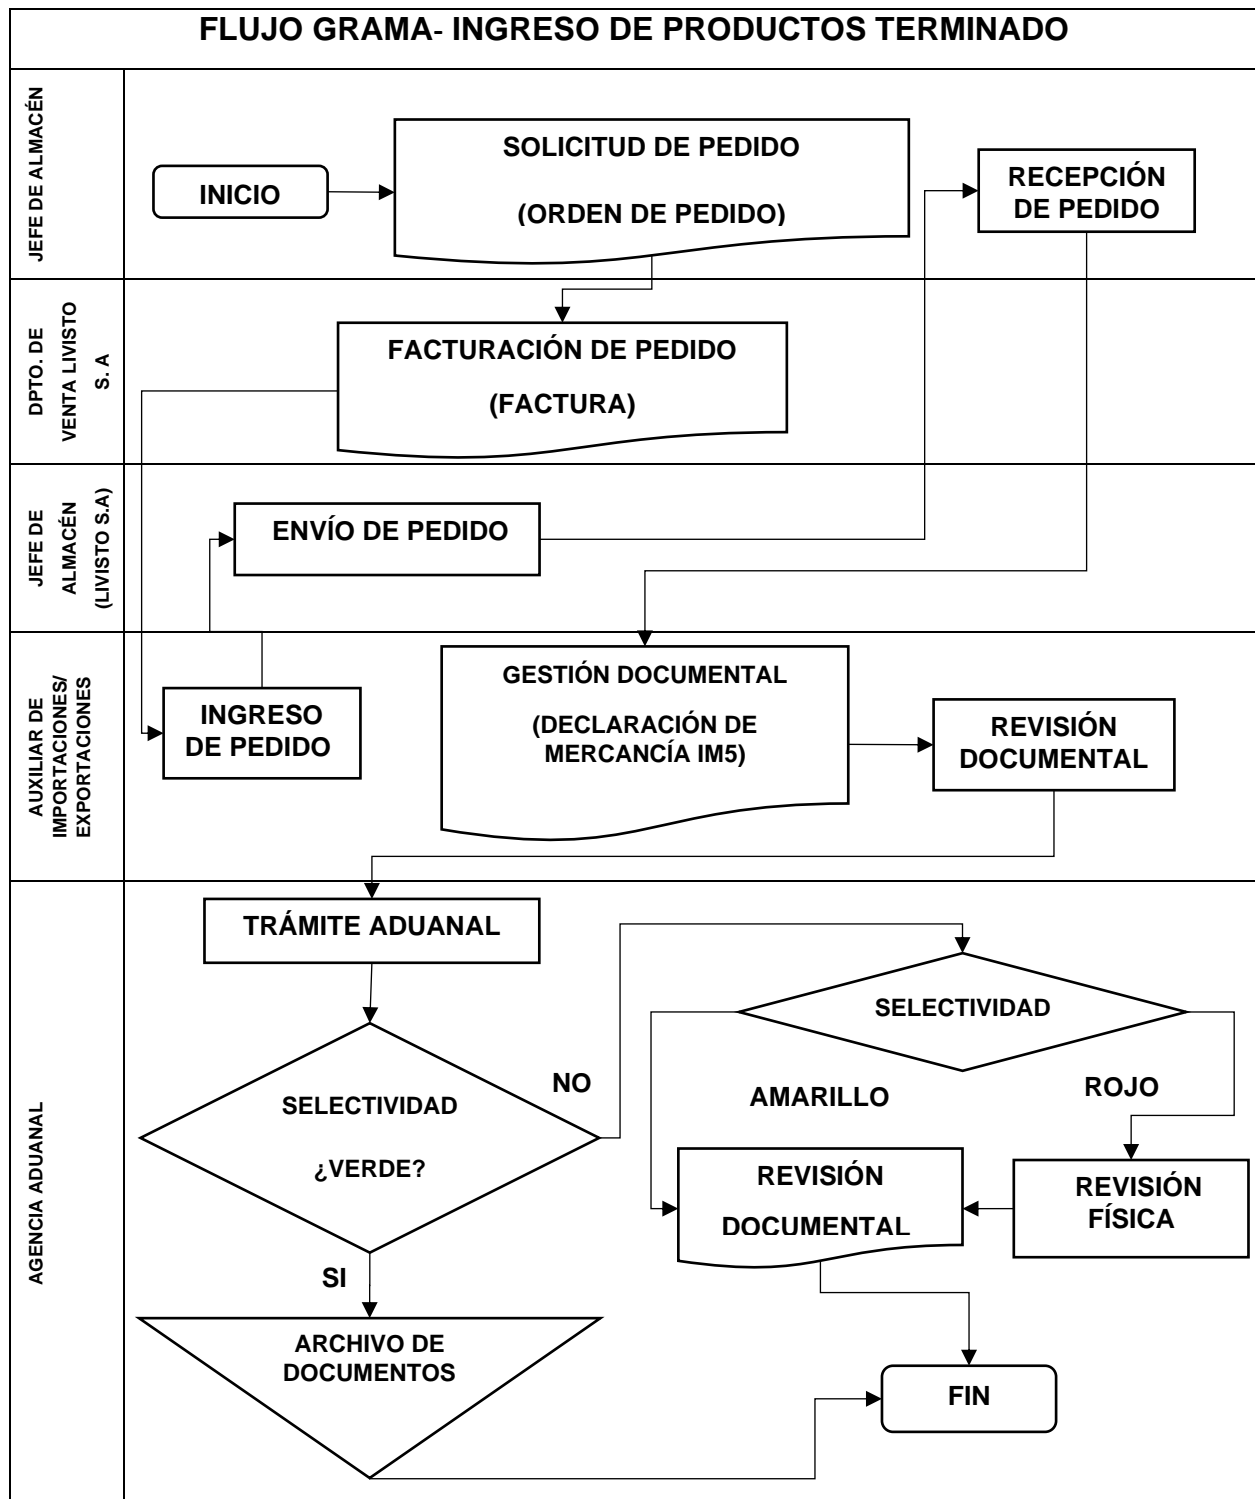 FLUJO GRAMA- INGRESO DE PRODUCTOS TERMINADO
JEFE DE ALMACÉN
INICIO
SOLICITUD DE PEDIDO
(ORDEN DE PEDIDO)
RECEPCIÓN
DE PEDIDO
DPTO. DE
VENTA LIVISTO
S. A
FACTURACIÓN DE PEDIDO
(FACTURA)
JEFE DE
ALMACÉN
(LIVISTO S.A)
ENVÍO DE PEDIDO
AUXILIAR DE
IMPORTACIONES/
EXPORTACIONES
INGRESO
DE PEDIDO
GESTIÓN DOCUMENTAL
(DECLARACIÓN DE
MERCANCÍA IM5)
REVISIÓN
DOCUMENTAL
AGENCIA ADUANAL
TRÁMITE ADUANAL
SELECTIVIDAD
¿VERDE?
NO
SI
SELECTIVIDAD
AMARILLO
ROJO
REVISIÓN
DOCUMENTAL
REVISIÓN
FÍSICA
ARCHIVO DE
DOCUMENTOS
FIN